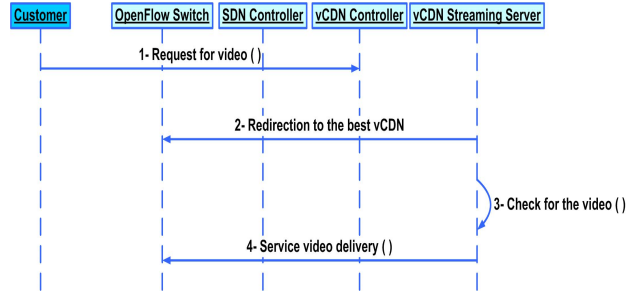 Customer
OpenFlow Switch
SDN Controller
vCDN Controller
vCDN Streaming Server
1- Request for video ( )
2- Redirection to the best vCDN
3- Check for the video ( )
4- Service video delivery ( )